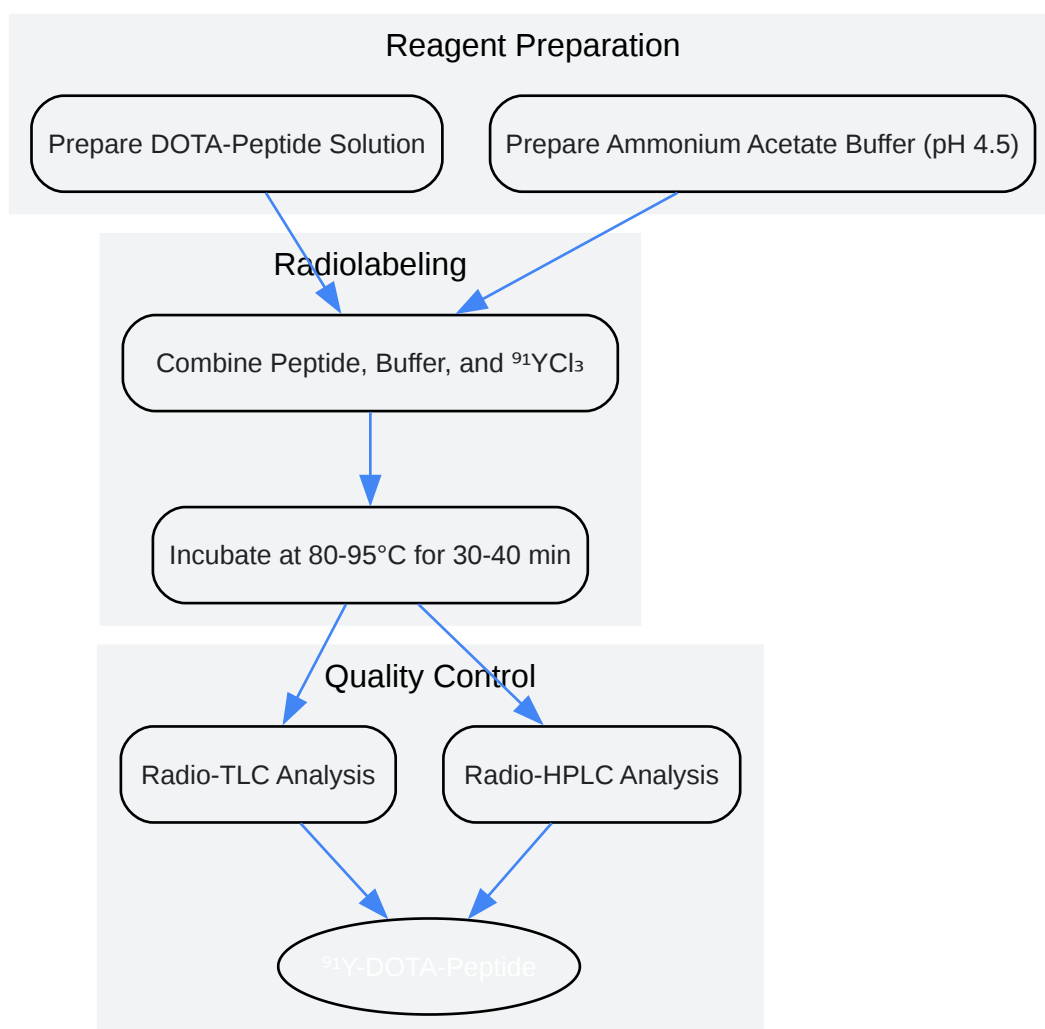 Reagent Preparation
Prepare DOTA-Peptide Solution
Prepare Ammonium Acetate Buffer (pH 4.5)
Radiolabeling
Combine Peptide, Buffer, and ⁹¹YCl₃
Incubate at 80-95°C for 30-40 min
Quality Control
Radio-TLC Analysis
Radio-HPLC Analysis
⁹¹Y-DOTA-Peptide